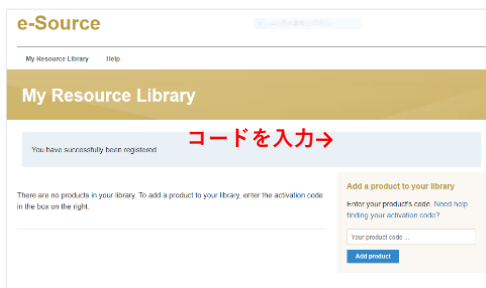 e-Source
My Resource Library Help
My Resource Library
You have successfully been registered
コードを入力→
There are no products in your library. To add a product to your library, enter the activation code
in the box on the right.
Add a product to your library
Enter your product's code. Need help
finding your activation code?
Your product code ...
Add product